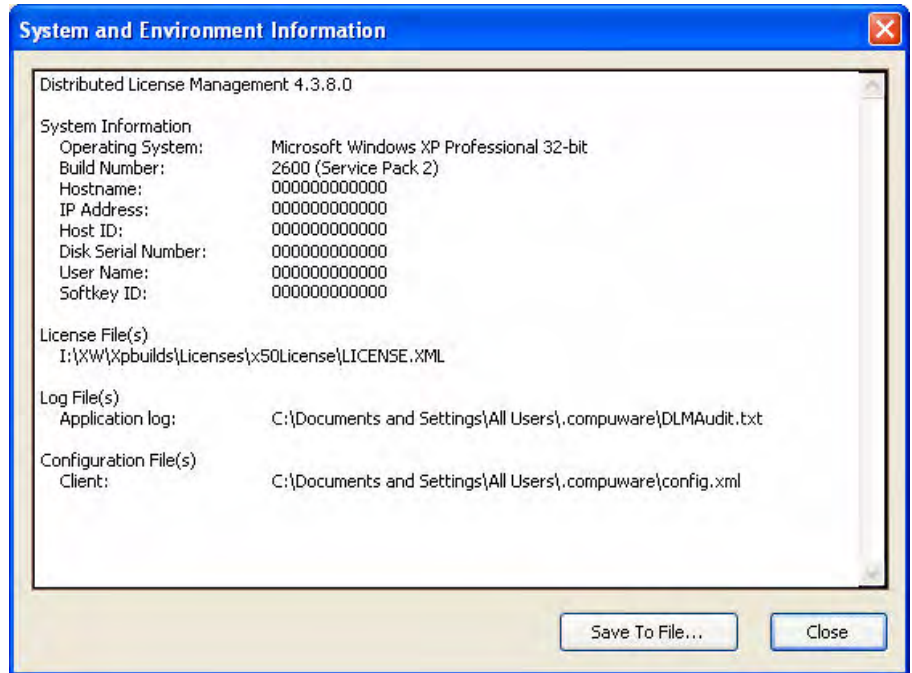 System and Environment Information
Distributed License Management 4.3.8.0
System Information
Operating System: Microsoft Windows XP Professional 32-bit
Build Number: 2600 (Service Pack 2)
Hostname: 000000000000
IP Address: 000000000000
Host ID: 000000000000
Disk Serial Number: 000000000000
User Name: 000000000000
Softkey ID: 000000000000
License File(s)
I:\XW\Xpbuilds\Licenses\x50License\LICENSE.XML
Log File(s)
Application log: C:\Documents and Settings\All Users\.compuware\DLMAudit.txt
Configuration File(s)
Client: C:\Documents and Settings\All Users\.compuware\config.xml
Save To File... Close